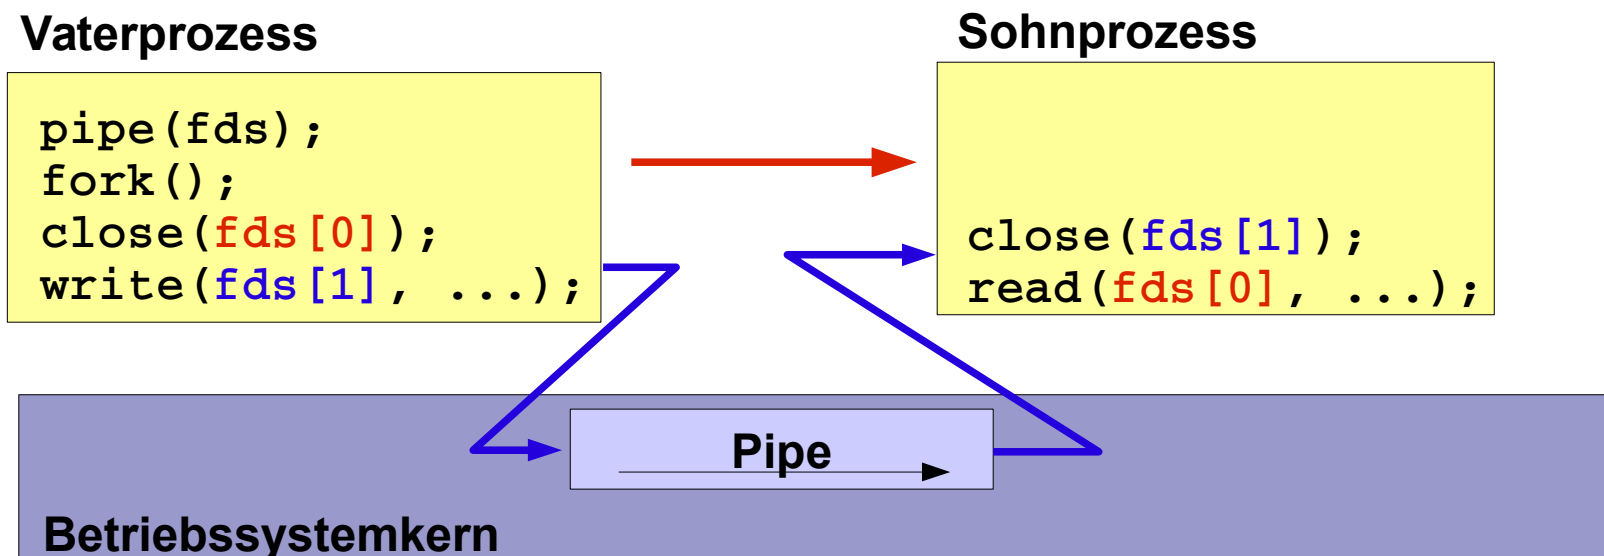 Vaterprozess
pipe(fds);
fork();
close(fds[0]);
write(fds[1], ...);
Sohnprozess
close(fds[1]);
read(fds[0], ...);
Pipe
Betriebssystemkern